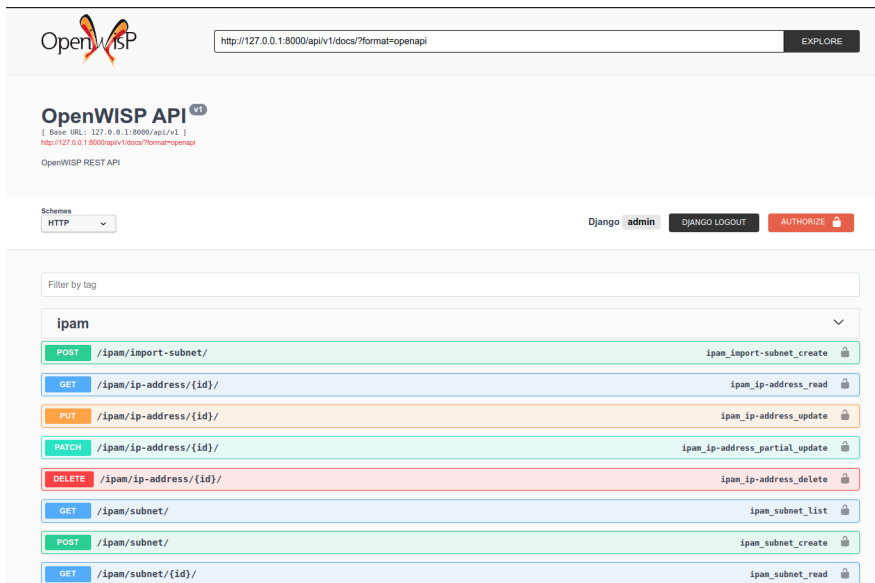 OpenWISP
http://127.0.0.1:8000/api/v1/docs/?format=openapi EXPLORE
OpenWISP API v1
[ Base URL: 127.0.0.1:8000/api/v1 ]
http://127.0.0.1:8000/api/v1/docs/?format=openapi
OpenWISP REST API
Schemes
HTTP
Django admin DJANGO LOGOUT AUTHORIZE
Filter by tag
ipam
POST /ipam/import-subnet/ ipam_import-subnet_create
GET /ipam/ip-address/{id}/ ipam_ip-address_read
PUT /ipam/ip-address/{id}/ ipam_ip-address_update
PATCH /ipam/ip-address/{id}/ ipam_ip-address_partial_update
DELETE /ipam/ip-address/{id}/ ipam_ip-address_delete
GET /ipam/subnet/ ipam_subnet_list
POST /ipam/subnet/ ipam_subnet_create
GET /ipam/subnet/{id}/ ipam_subnet_read